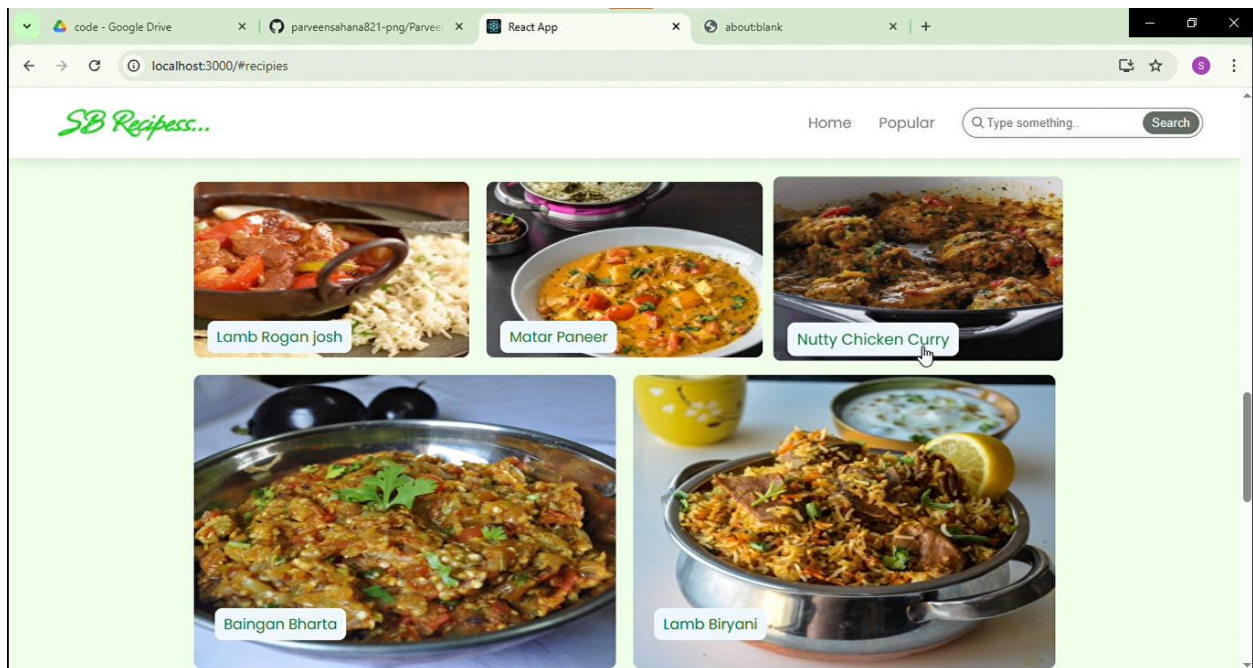 code - Google Drive
parveensahana821-png/Parveen
React App
about:blank
localhost:3000/#recipies
S
SB Recipess...
Home
Popular
Type something..
Search
Lamb Rogan josh
Matar Paneer
Nutty Chicken Curry
Baingan Bharta
Lamb Biryani